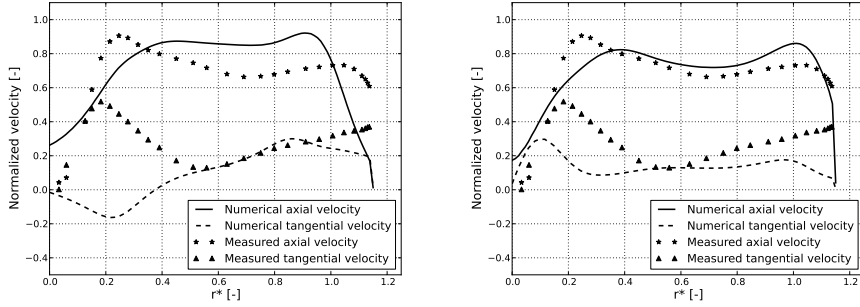 Normalized velocity [-]
1.0
0.8
0.6
0.4
0.2
0.0
−0.2
−0.4
0.0 0.2 0.4 0.6 0.8 1.0 1.2
r* [-]
Numerical axial velocity
Numerical tangential velocity
Measured axial velocity
Measured tangential velocity
Normalized velocity [-]
1.0
0.8
0.6
0.4
0.2
0.0
−0.2
−0.4
0.0 0.2 0.4 0.6 0.8 1.0 1.2
r* [-]
Numerical axial velocity
Numerical tangential velocity
Measured axial velocity
Measured tangential velocity